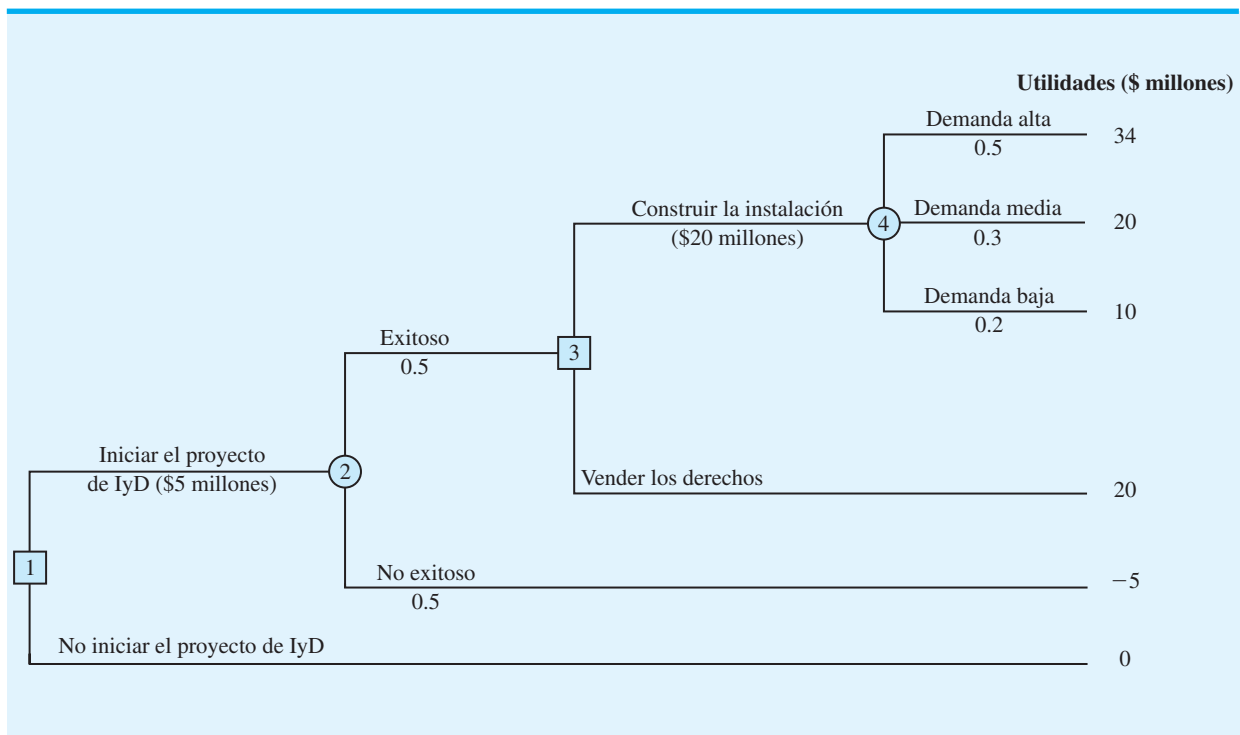 Utilidades ($ millones)
Demanda alta
0.5
34
Construir la instalación
($20 millones)
4
Demanda media
0.3
20
Demanda baja
0.2
10
Exitoso
0.5
3
Iniciar el proyecto
de IyD ($5 millones)
2
Vender los derechos
20
1
No exitoso
0.5
−5
No iniciar el proyecto de IyD
0